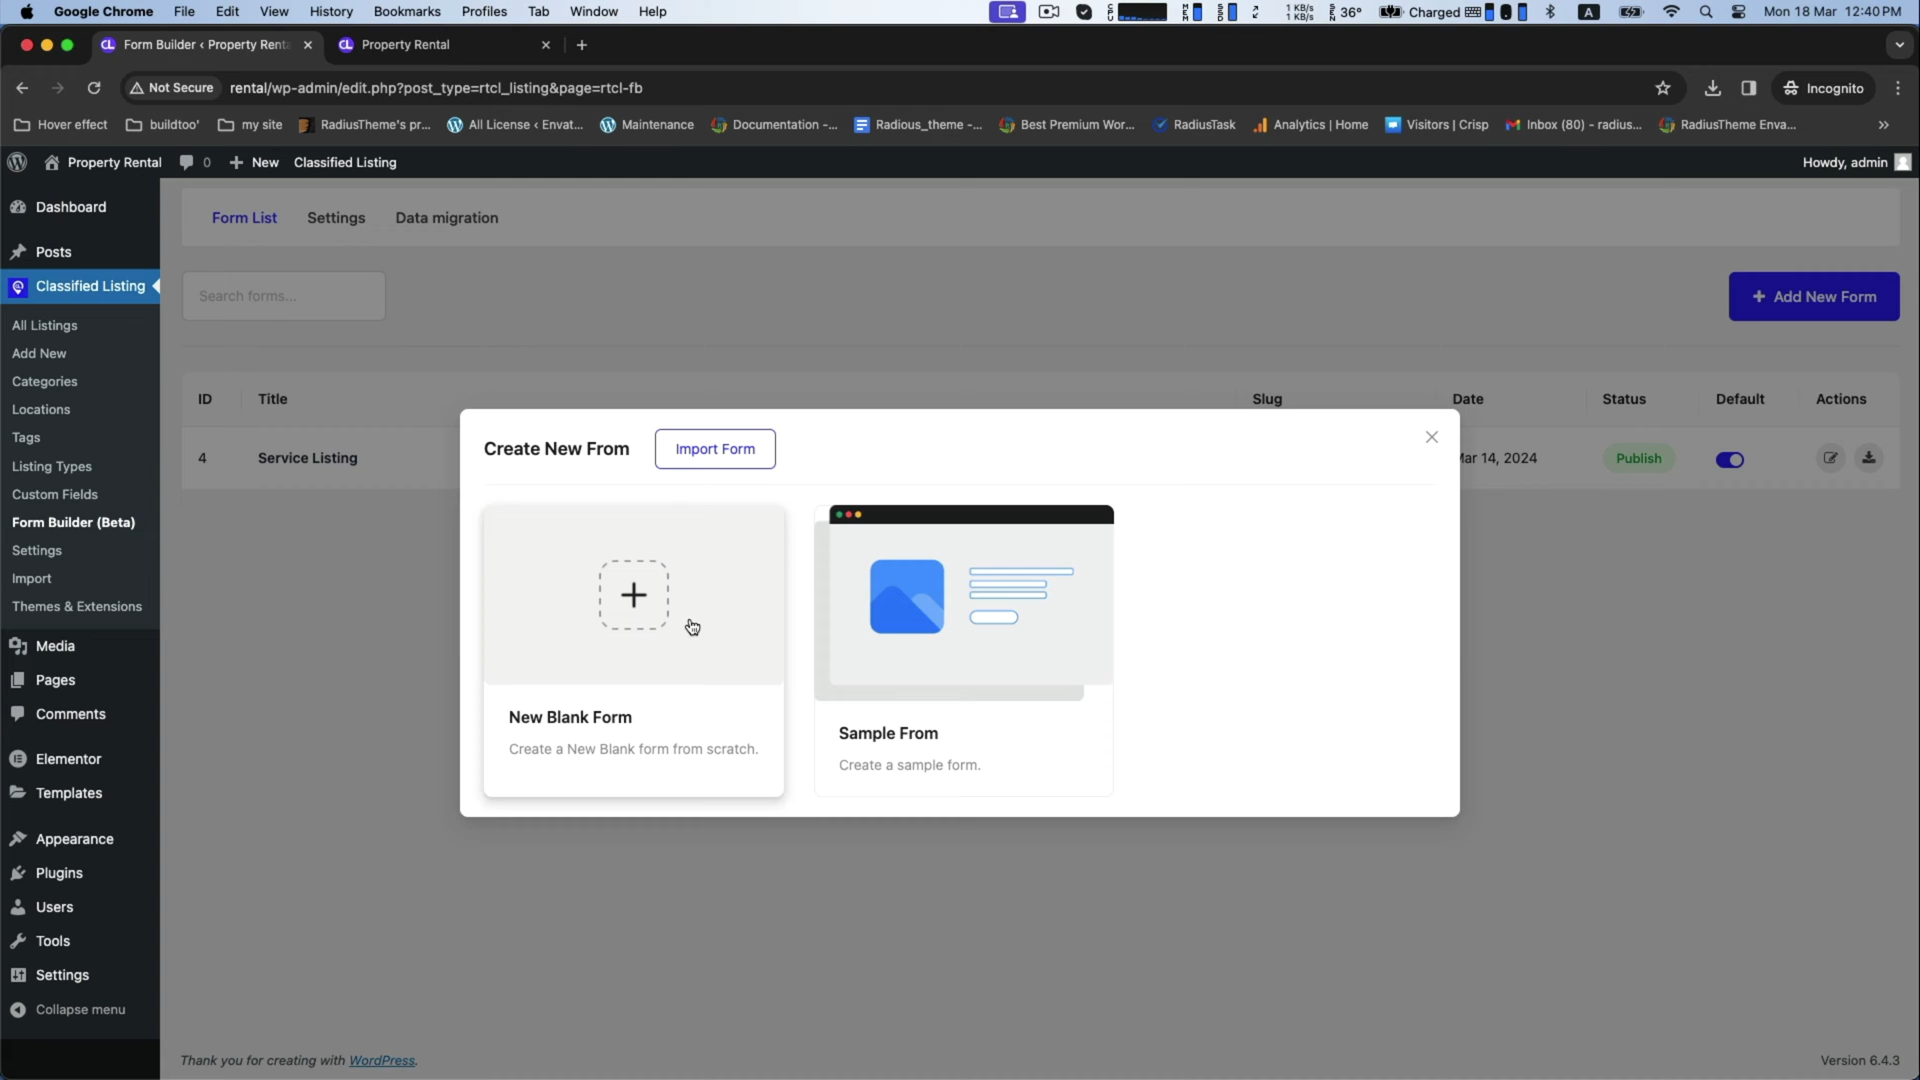 Google Chrome File Edit View History Bookmarks Profiles Tab Window Help 1 KB/s 1 KB/s 36° Charged A Mon 18 Mar 12:40 PM
Form Builder ‹ Property Renta
Property Rental
Not Secure rental/wp-admin/edit.php?post_type=rtcl_listing&page=rtcl-fb Incognito
Hover effect buildtoo' my site RadiusTheme's pr... All License ‹ Envat... Maintenance Documentation -... Radious_theme -... Best Premium Wor... RadiusTask Analytics | Home Visitors | Crisp Inbox (80) - radius... RadiusTheme Enva... »
Property Rental 0 + New Classified Listing Howdy, admin
Dashboard
Posts
Classified Listing
All Listings
Add New
Categories
Locations
Tags
Listing Types
Custom Fields
Form Builder (Beta)
Settings
Import
Themes & Extensions
Media
Pages
Comments
Elementor
Templates
Appearance
Plugins
Users
Tools
Settings
Collapse menu
Form List Settings Data migration
Search forms...
+ Add New Form
ID Title Slug Date Status Default Actions
4 Service Listing Mar 14, 2024 Publish
Create New From Import Form
New Blank Form
Create a New Blank form from scratch.
Sample From
Create a sample form.
Thank you for creating with WordPress.
Version 6.4.3